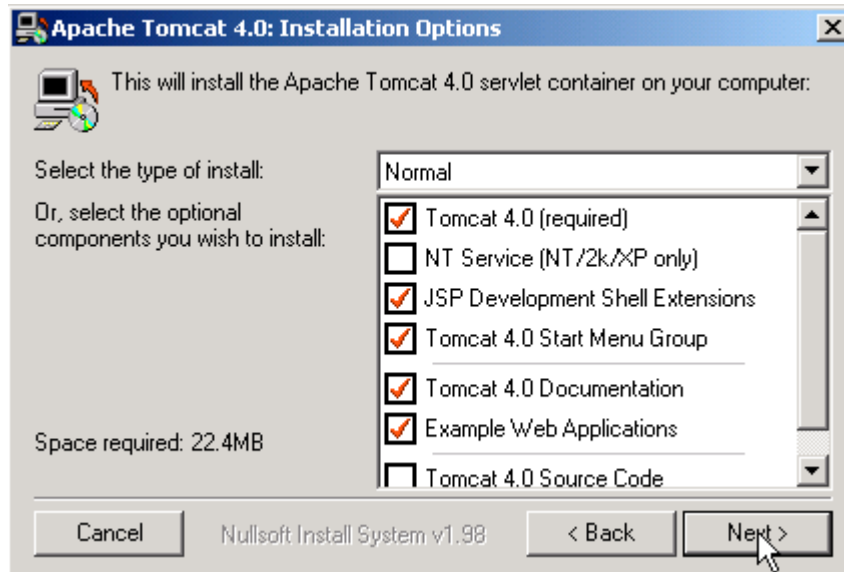 Apache Tomcat 4.0: Installation Options
This will install the Apache Tomcat 4.0 servlet container on your computer:
Select the type of install:
Normal
Or, select the optional
components you wish to install:
Tomcat 4.0 (required)
NT Service (NT/2k/XP only)
JSP Development Shell Extensions
Tomcat 4.0 Start Menu Group
Tomcat 4.0 Documentation
Example Web Applications
Tomcat 4.0 Source Code
Space required: 22.4MB
Cancel
Nullsoft Install System v1.98
< Back
Next >